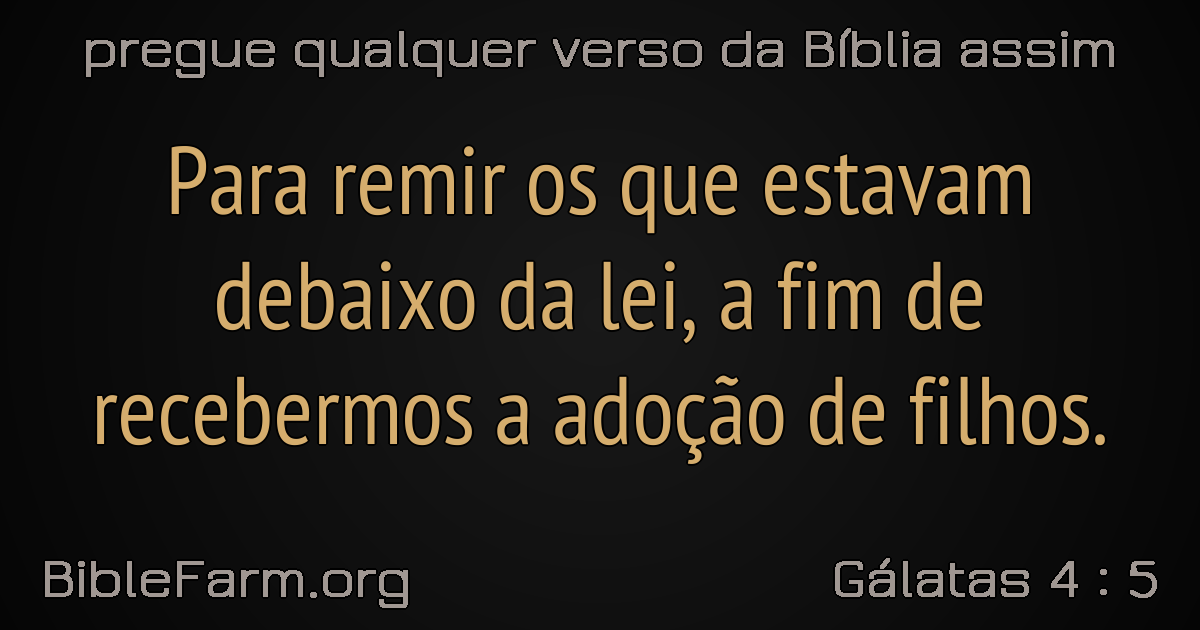 pregue qualquer verso da Bíblia assim
Para remir os que estavam
debaixo da lei, a fim de
recebermos a adoção de filhos.
BibleFarm.org
Gálatas 4 : 5